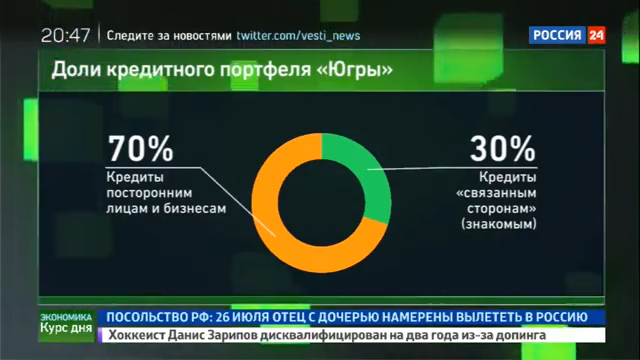 20:47 Следите за новостями twitter.com/vesti_news РОССИЯ 24
Доли кредитного портфеля «Югры»
70%
Кредиты
посторонним
лицам и бизнесам
30%
Кредиты
«связанным
сторонам»
(знакомым)
ЭКОНОМИКА
Курс дня
ПОСОЛЬСТВО РФ: 26 ИЮЛЯ ОТЕЦ С ДОЧЕРЬЮ НАМЕРЕНЫ ВЫЛЕТЕТЬ В РОССИЮ
Хоккеист Данис Зарипов дисквалифицирован на два года из-за допинга